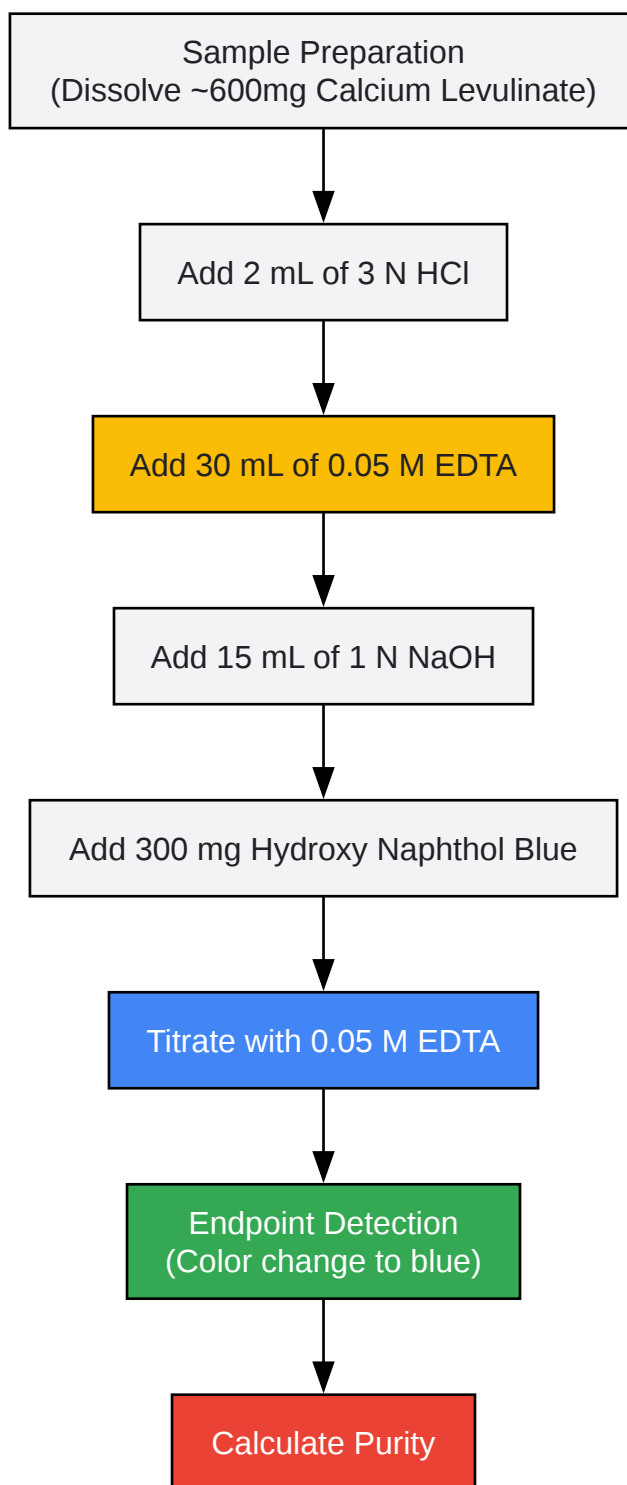 Sample Preparation
(Dissolve ~600mg Calcium Levulinate)
Add 2 mL of 3 N HCl
Add 30 mL of 0.05 M EDTA
Add 15 mL of 1 N NaOH
Add 300 mg Hydroxy Naphthol Blue
Titrate with 0.05 M EDTA
Endpoint Detection
(Color change to blue)
Calculate Purity